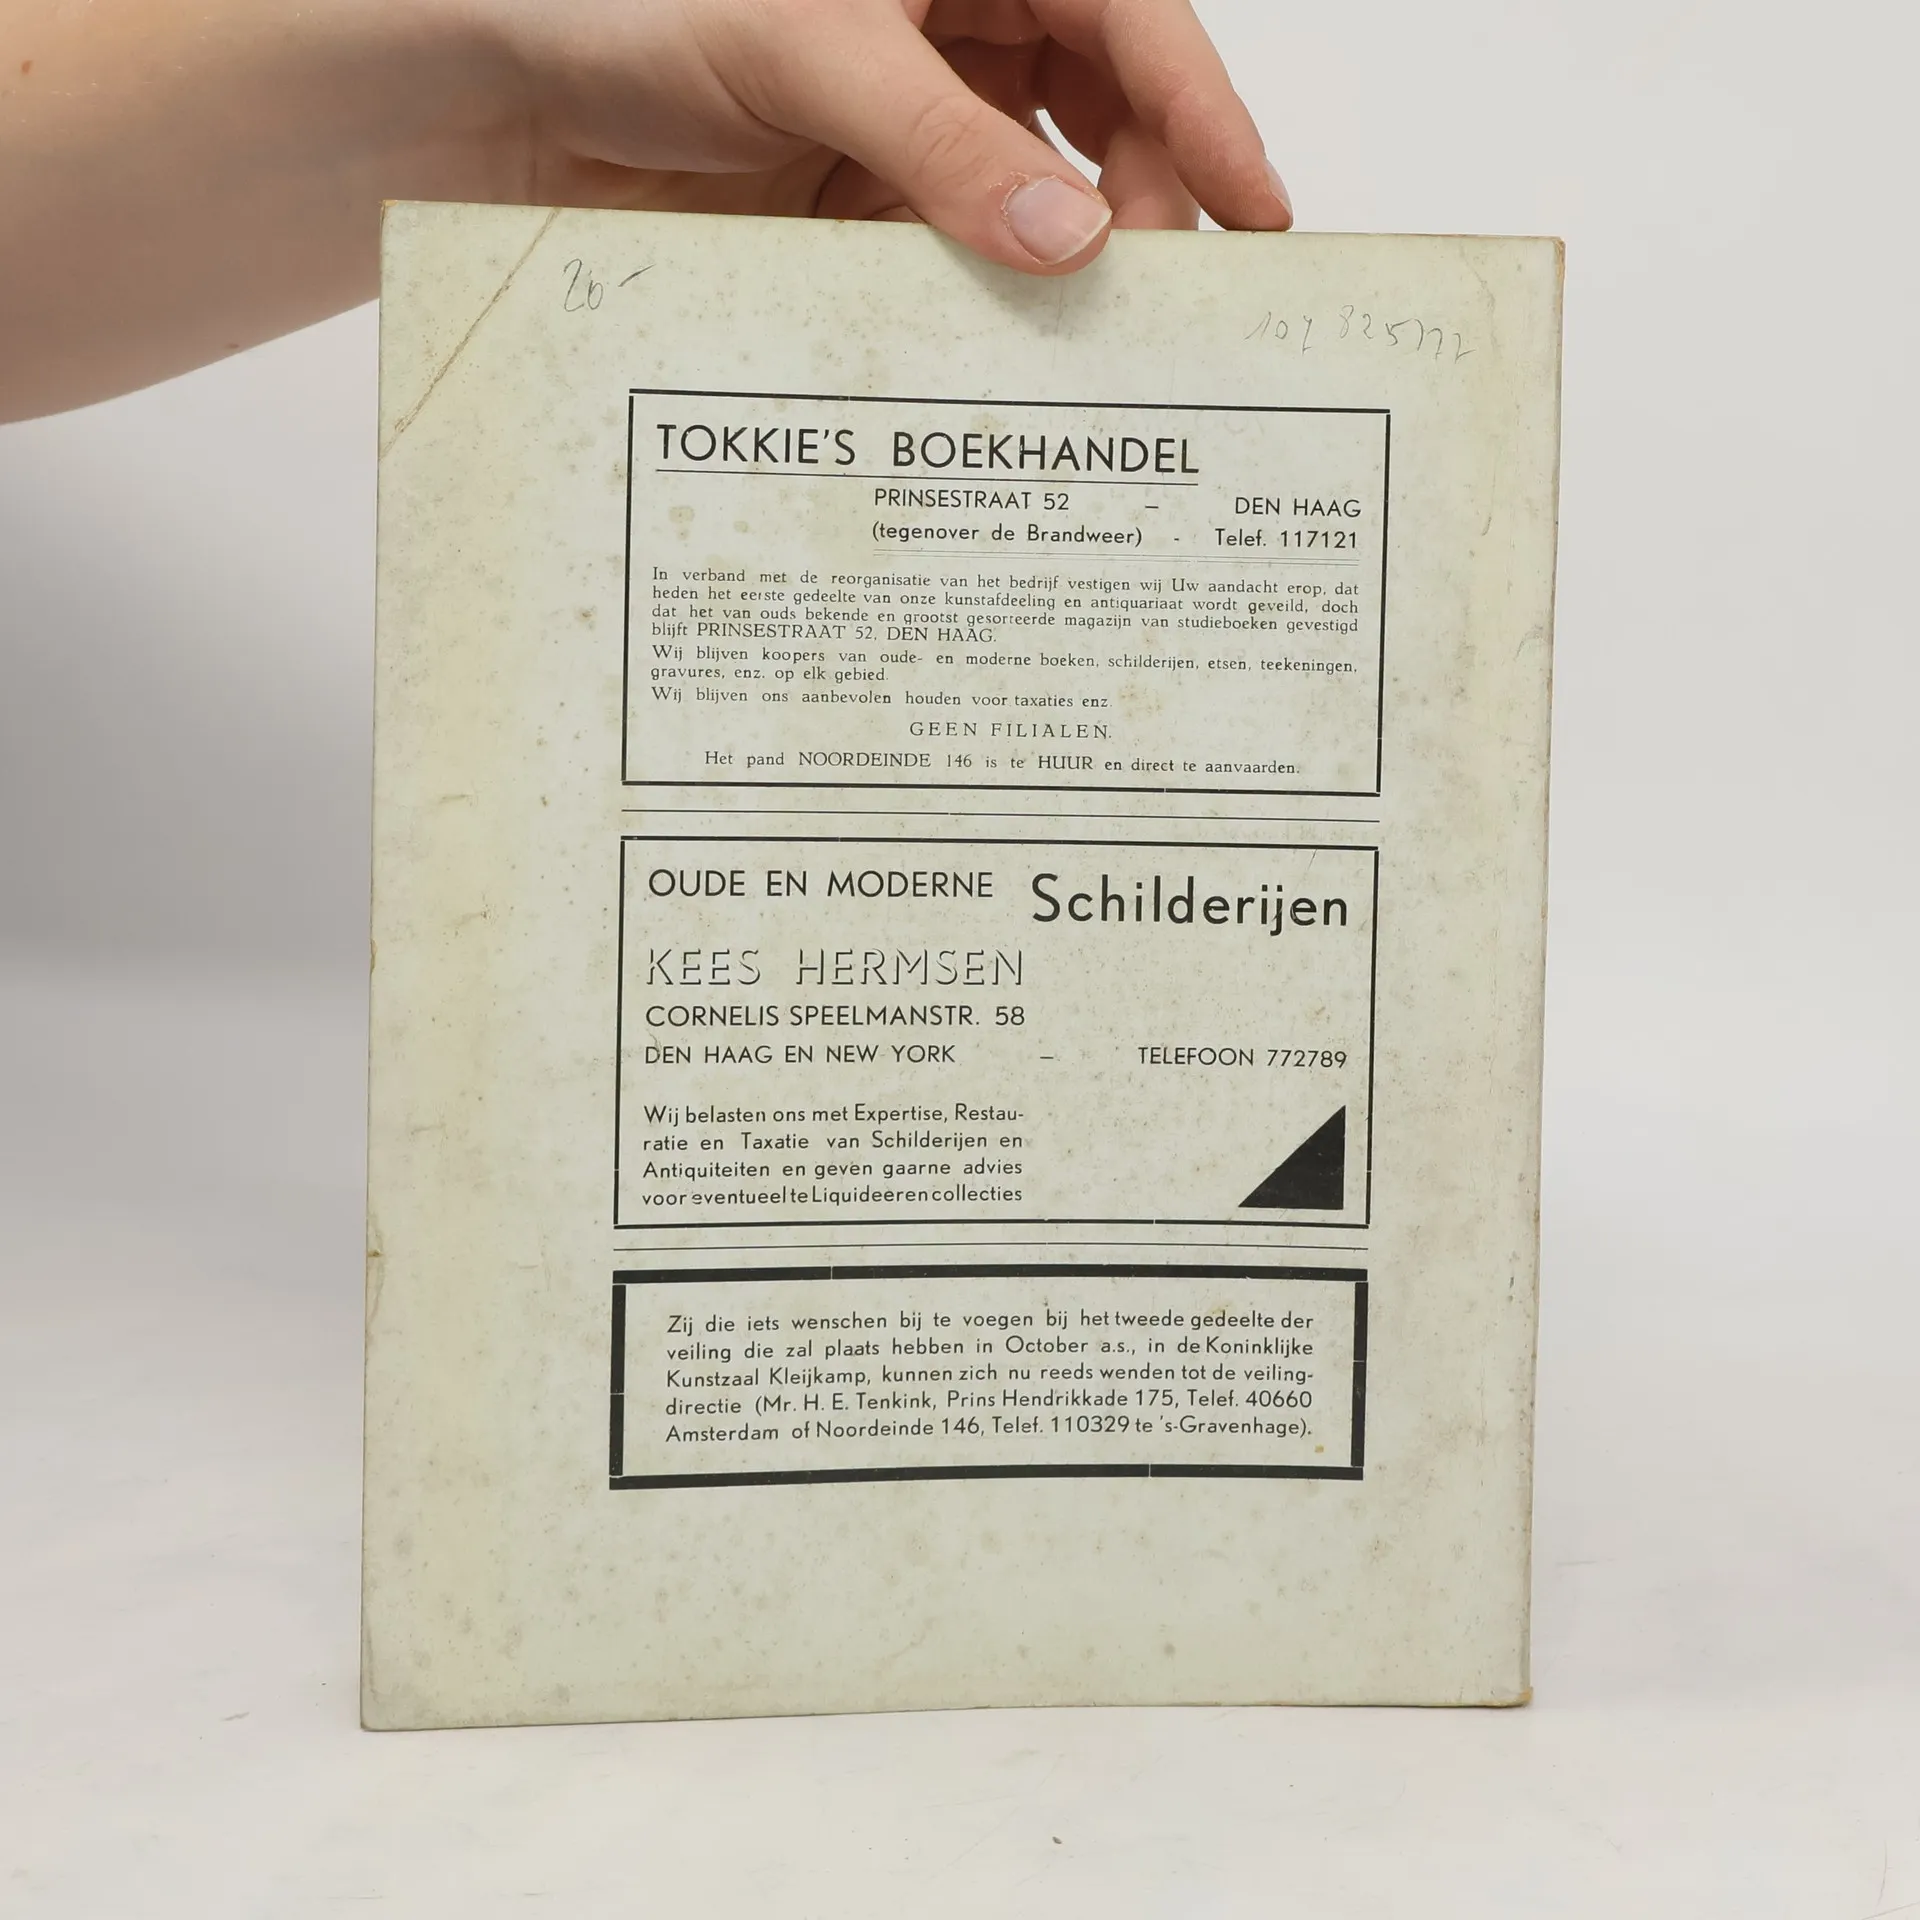 20-
TOKKIE'S BOEKHANDEL
PRINSESTRAAT 52 – DEN HAAG
(tegenover de Brandweer) - Telef. 117121
In verband met de reorganisatie van het bedrijf vestigen wij Uw aandacht erop, dat
heden het eerste gedeelte van onze kunstafdeeling en antiquariaat wordt geveild, doch
dat het van ouds bekende en grootst gesorreerde magazijn van studieboeken gevestigd
blijft PRINSESTRAAT 52, DEN HAAG.
Wij blijven koopers van oude- en moderne boeken, schilderijen, etsen, teekeningen,
gravures, enz. op elk gebied.
Wij blijven ons aanbevolen houden voor taxaties enz.
GEEN FILIALEN.
Het pand NOORDEINDE 146 is te HUUR en direct te aanvaarden.
OUDE EN MODERNE Schilderijen
KEES HERMSEN
CORNELIS SPEELMANSTR. 58
DEN HAAG EN NEW YORK – TELEFOON 772789
Wij belasten ons met Expertise, Restau-
ratie en Taxatie van Schilderijen en
Antiquiteiten en geven gaarne advies
voor eventueel te Liquideeren collecties
Zij die iets wenschen bij te voegen bij het tweede gedeelte der
veiling die zal plaats hebben in October a.s., in de Koninklijke
Kunstzaal Kleijkamp, kunnen zich nu reeds wenden tot de veiling-
directie (Mr. H. E. Tenkink, Prins Hendrikkade 175, Telef. 40660
Amsterdam of Noordeinde 146, Telef. 110329 te 's-Gravenhage).